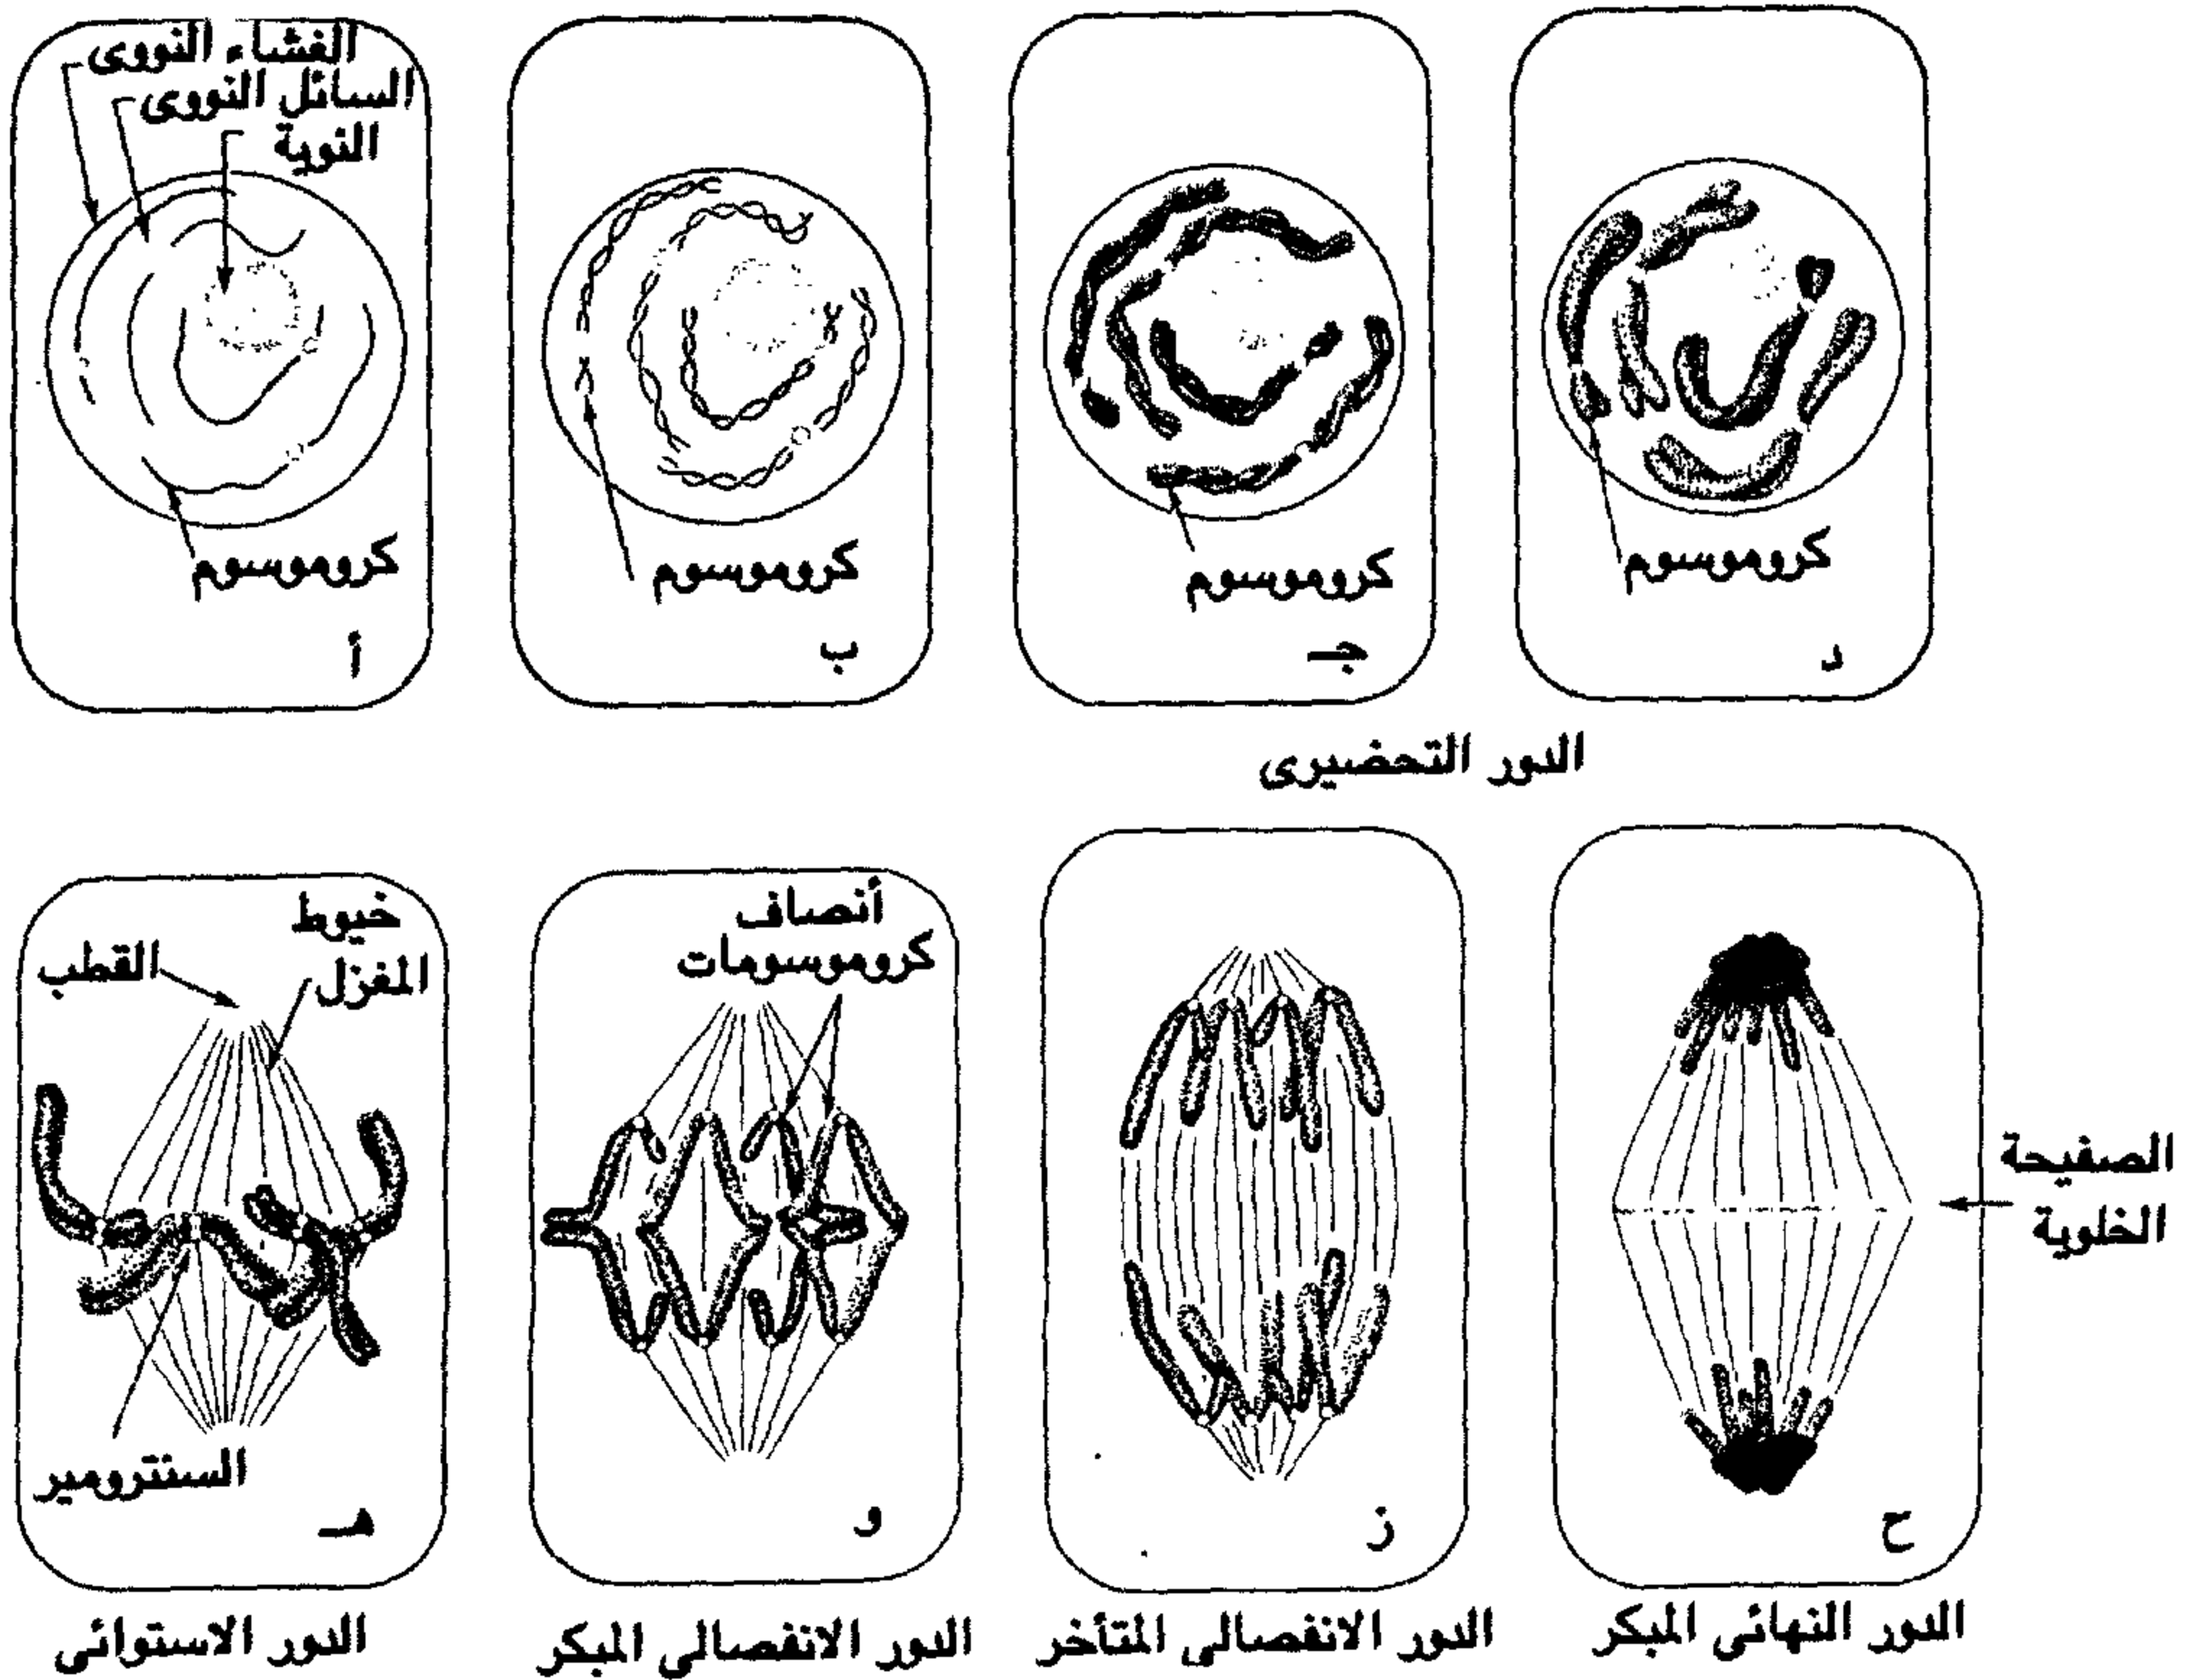 الغشاء النووى
السائل النووى
النوية
كروموسوم
أ
كروموسوم
ب
كروموسوم
جـ
كروموسوم
د
الدور التحضيرى
خيوط
المغزل
القطب
السنترومير
هـ
أنصاف
كروموسومات
و
ز
ح
الصفيحة
الخلوية
الدور الاستوائى
الدور الانفصالى المبكر
الدور الانفصالى المتأخر
الدور النهائى المبكر